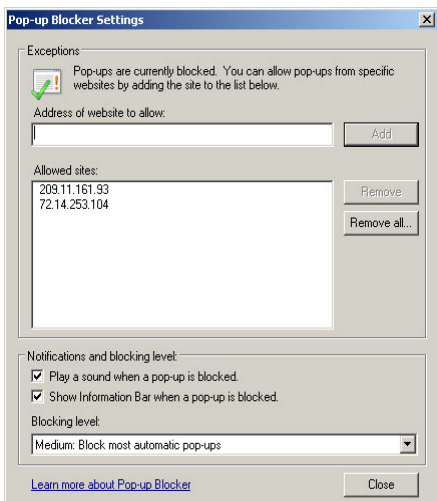 Pop-up Blocker Settings
Exceptions
Pop-ups are currently blocked. You can allow pop-ups from specific
websites by adding the site to the list below.
Address of website to allow:
Add
Allowed sites:
209.11.161.93
72.14.253.104
Remove
Remove all...
Notifications and blocking level:
Play a sound when a pop-up is blocked.
Show Information Bar when a pop-up is blocked.
Blocking level:
Medium: Block most automatic pop-ups
Learn more about Pop-up Blocker
Close